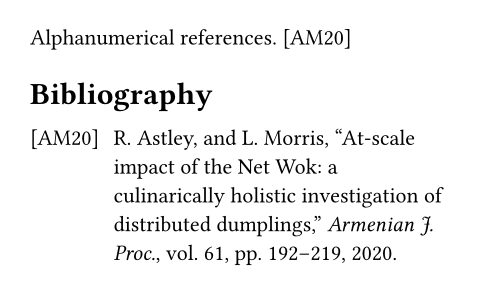 Alphanumerical references. [AM20]
Bibliography
[AM20] R. Astley, and L. Morris, “At-scale
impact of the Net Wok: a
culinarically holistic investigation of
distributed dumplings,” Armenian J.
Proc., vol. 61, pp. 192–219, 2020.